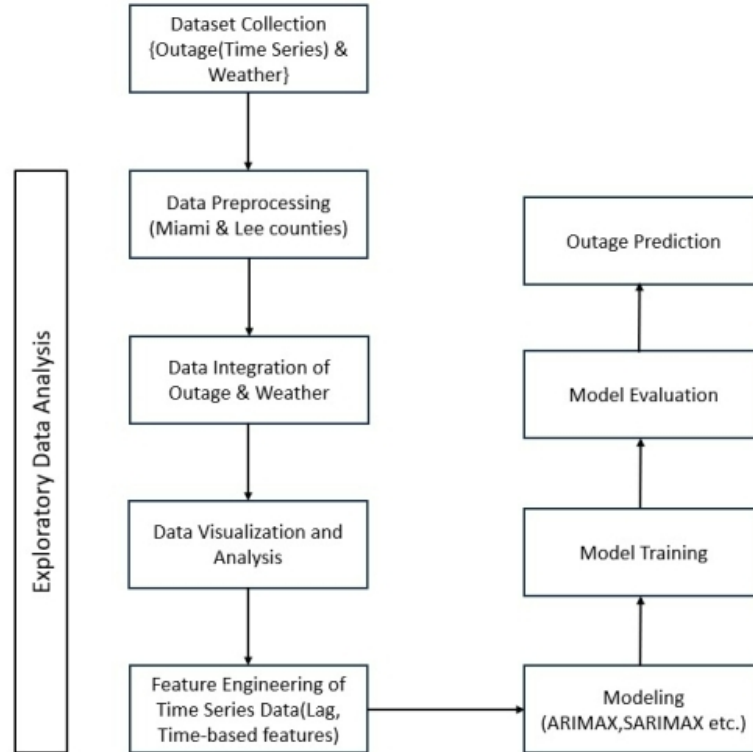 Dataset Collection
{Outage(Time Series) &
Weather}
Data Preprocessing
(Miami & Lee counties)
Data Integration of
Outage & Weather
Data Visualization and
Analysis
Feature Engineering of
Time Series Data(Lag,
Time-based features)
Exploratory Data Analysis
Modeling
(ARIMAX,SARIMAX etc.)
Model Training
Model Evaluation
Outage Prediction